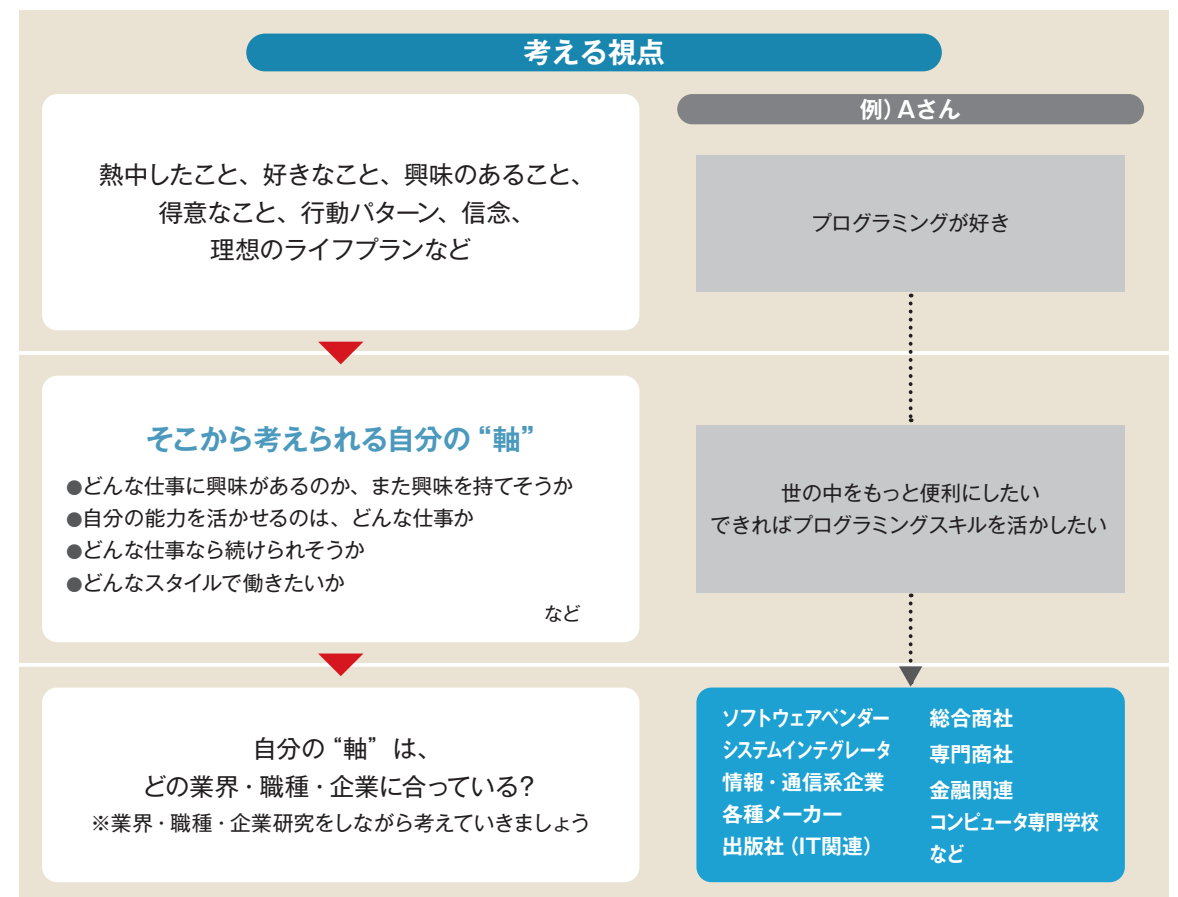 考える視点
熱中したこと、好きなこと、興味のあること、
得意なこと、行動パターン、信念、
理想のライフプランなど
例）Aさん
プログラミングが好き
そこから考えられる自分の“軸”
●どんな仕事に興味があるのか、また興味を持てそうか
●自分の能力を活かせるのは、どんな仕事か
●どんな仕事なら続けられそうか
●どんなスタイルで働きたいか
など
世の中をもっと便利にしたい
できればプログラミングスキルを活かしたい
自分の“軸”は、
どの業界・職種・企業に合っている？
※業界・職種・企業研究をしながら考えていきましょう
ソフトウェアベンダー
システムインテグレータ
情報・通信系企業
各種メーカー
出版社（IT関連）
総合商社
専門商社
金融関連
コンピュータ専門学校
など